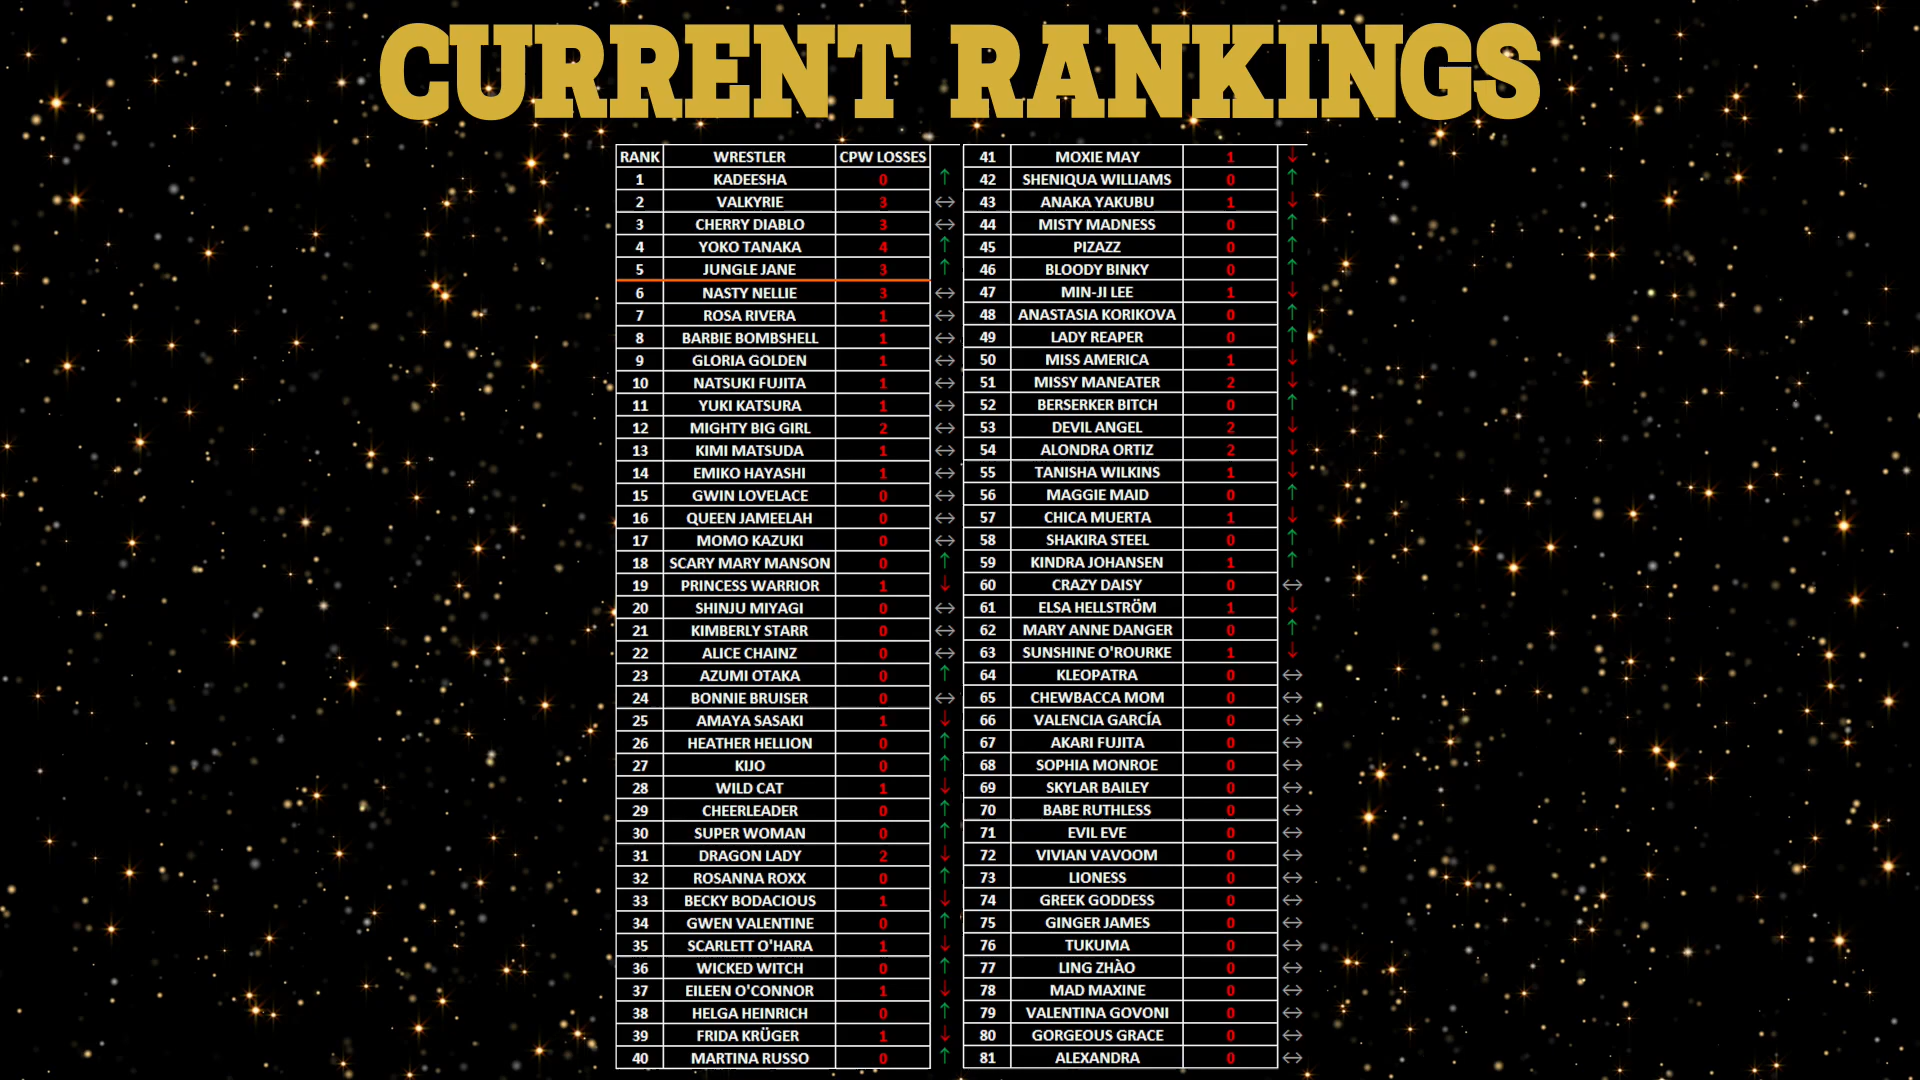 CURRENT RANKINGS
RANK WRESTLER CPW LOSSES
1 KADEESHA 0 ↑
2 VALKYRIE 3 ↔
3 CHERRY DIABLO 3 ↔
4 YOKO TANAKA 4 ↑
5 JUNGLE JANE 3 ↑
6 NASTY NELLIE 3 ↔
7 ROSA RIVERA 1 ↔
8 BARBIE BOMBSHELL 1 ↔
9 GLORIA GOLDEN 1 ↔
10 NATSUKI FUJITA 1 ↔
11 YUKI KATSURA 1 ↔
12 MIGHTY BIG GIRL 2 ↔
13 KIMI MATSUDA 1 ↔
14 EMIKO HAYASHI 1 ↔
15 GWIN LOVELACE 0 ↔
16 QUEEN JAMEELAH 0 ↔
17 MOMO KAZUKI 0 ↔
18 SCARY MARY MANSON 0 ↑
19 PRINCESS WARRIOR 1 ↓
20 SHINJU MIYAGI 0 ↔
21 KIMBERLY STARR 0 ↔
22 ALICE CHAINZ 0 ↔
23 AZUMI OTAKA 0 ↑
24 BONNIE BRUISER 0 ↔
25 AMAYA SASAKI 1 ↓
26 HEATHER HELLION 0 ↑
27 KIJO 0 ↑
28 WILD CAT 1 ↓
29 CHEERLEADER 0 ↑
30 SUPER WOMAN 0 ↑
31 DRAGON LADY 2 ↓
32 ROSANNA ROXX 0 ↑
33 BECKY BODACIOUS 1 ↓
34 GWEN VALENTINE 0 ↑
35 SCARLETT O'HARA 1 ↓
36 WICKED WITCH 0 ↑
37 EILEEN O'CONNOR 1 ↓
38 HELGA HEINRICH 0 ↑
39 FRIDA KRÜGER 1 ↓
40 MARTINA RUSSO 0 ↑
41 MOXIE MAY 1 ↓
42 SHENIQUA WILLIAMS 0 ↑
43 ANAKA YAKUBU 1 ↓
44 MISTY MADNESS 0 ↑
45 PIZAZZ 0 ↑
46 BLOODY BINKY 0 ↑
47 MIN-JI LEE 1 ↓
48 ANASTASIA KORIKOVA 0 ↑
49 LADY REAPER 0 ↑
50 MISS AMERICA 1 ↓
51 MISSY MANEATER 2 ↓
52 BERSERKER BITCH 0 ↑
53 DEVIL ANGEL 2 ↓
54 ALONDRA ORTIZ 2 ↓
55 TANISHA WILKINS 1 ↓
56 MAGGIE MAID 0 ↑
57 CHICA MUERTA 1 ↓
58 SHAKIRA STEEL 0 ↑
59 KINDRA JOHANSEN 1 ↑
60 CRAZY DAISY 0 ↔
61 ELSA HELLSTRÖM 1 ↓
62 MARY ANNE DANGER 0 ↑
63 SUNSHINE O'ROURKE 1 ↓
64 KLEOPATRA 0 ↔
65 CHEWBACCA MOM 0 ↔
66 VALENCIA GARCÍA 0 ↔
67 AKARI FUJITA 0 ↔
68 SOPHIA MONROE 0 ↔
69 SKYLAR BAILEY 0 ↔
70 BABE RUTHLESS 0 ↔
71 EVIL EVE 0 ↔
72 VIVIAN VAVOOM 0 ↔
73 LIONESS 0 ↔
74 GREEK GODDESS 0 ↔
75 GINGER JAMES 0 ↔
76 TUKUMA 0 ↔
77 LING ZHÀO 0 ↔
78 MAD MAXINE 0 ↔
79 VALENTINA GOVONI 0 ↔
80 GORGEOUS GRACE 0 ↔
81 ALEXANDRA 0 ↔